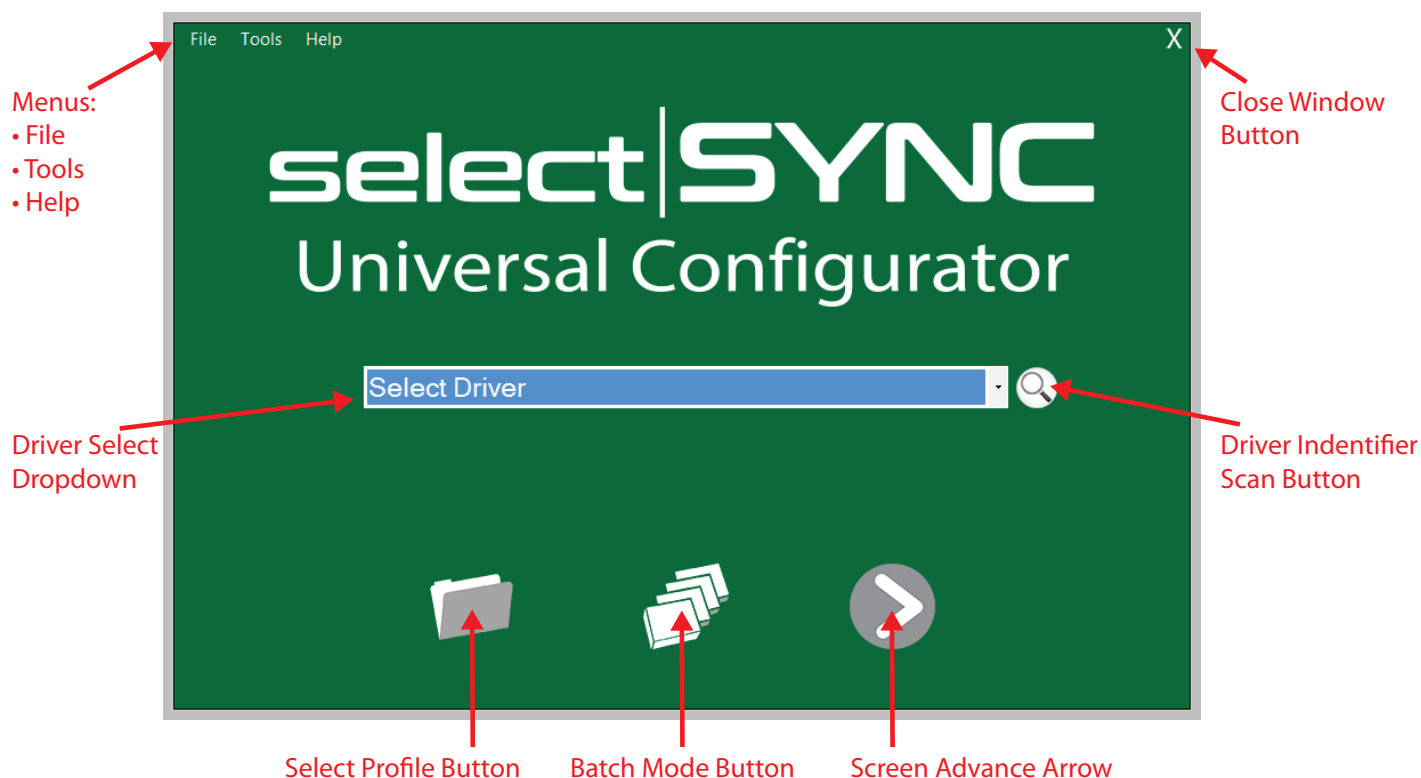 File Tools Help X
Menus:
• File
• Tools
• Help
Close Window
Button
select|SYNC
Universal Configurator
Select Driver
Driver Select
Dropdown
Driver Indentifier
Scan Button
Select Profile Button
Batch Mode Button
Screen Advance Arrow